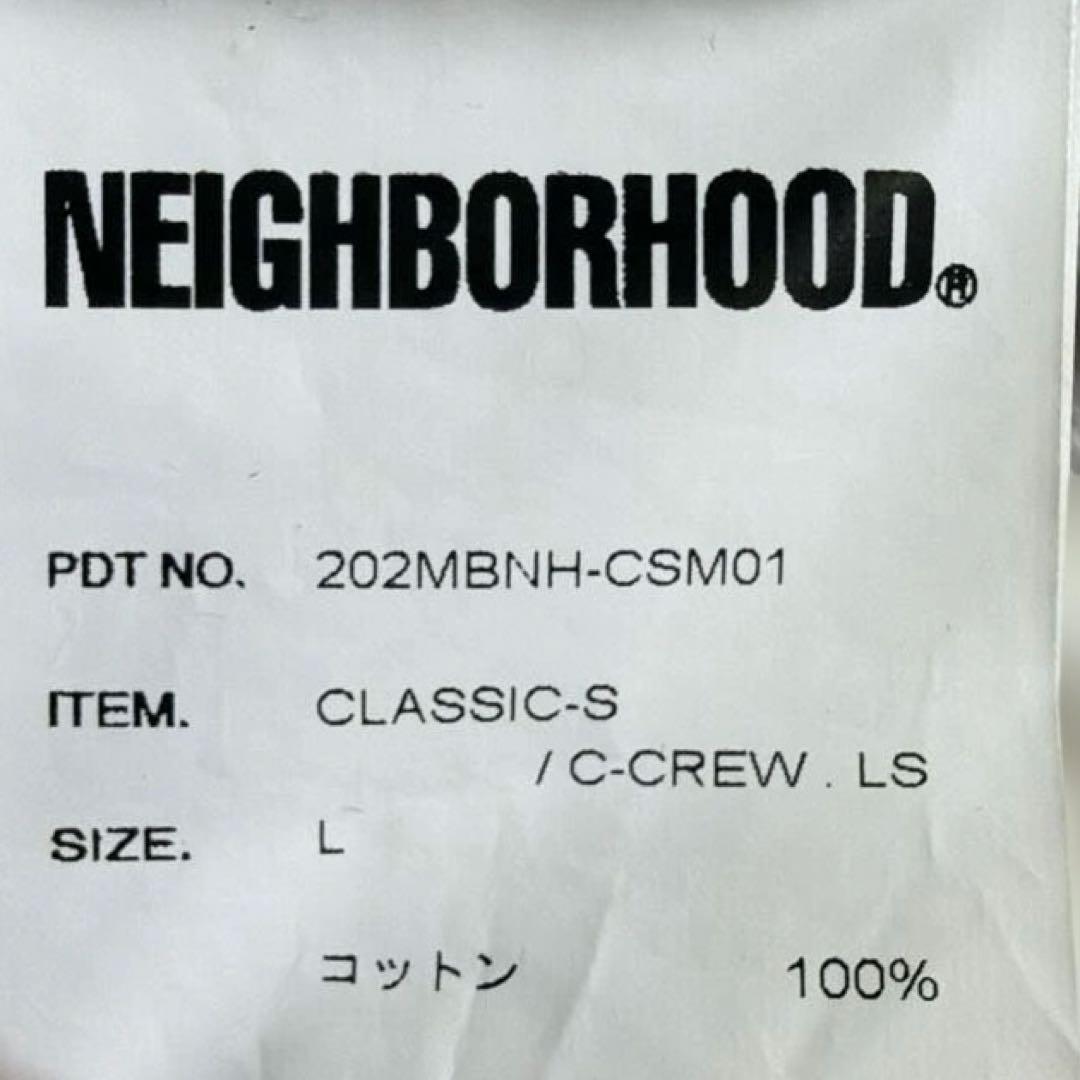 NEIGHBORHOOD®
PDT NO. 202MBNH-CSM01
ITEM. CLASSIC-S
/ C-CREW . LS
SIZE. L
コットン 100%